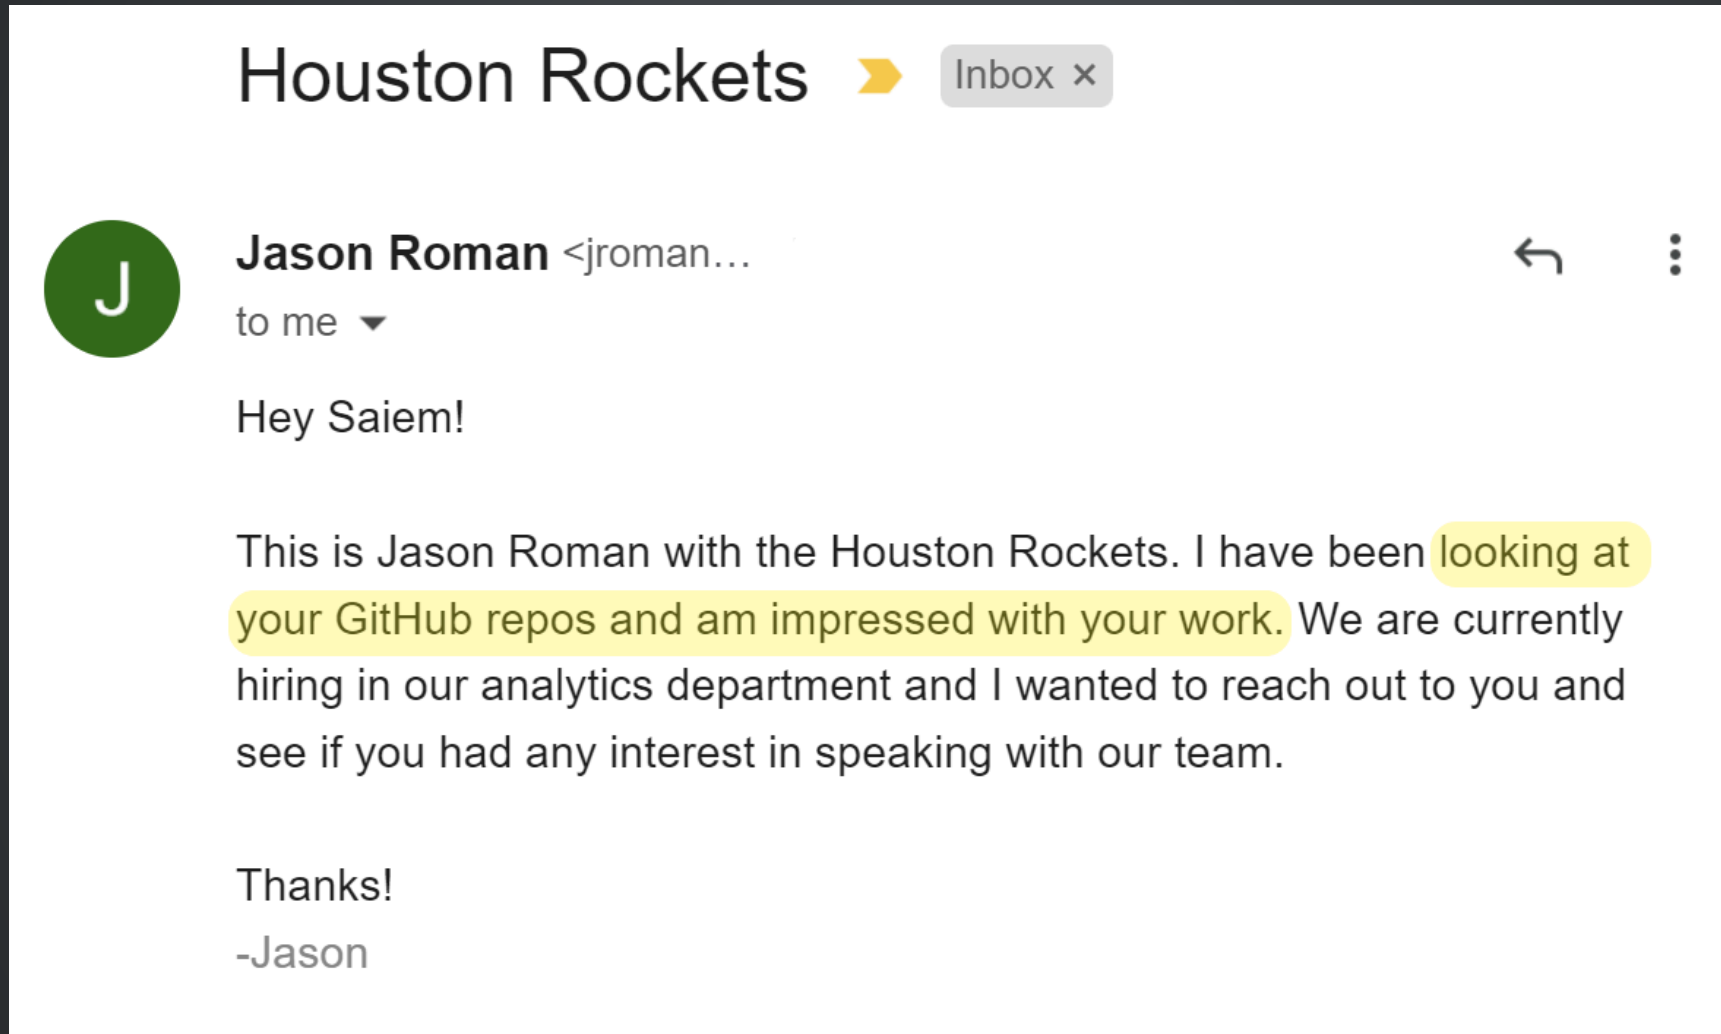 Houston Rockets Inbox ×
J
Jason Roman <jroman...
to me
Hey Saiem!
This is Jason Roman with the Houston Rockets. I have been looking at
your GitHub repos and am impressed with your work. We are currently
hiring in our analytics department and I wanted to reach out to you and
see if you had any interest in speaking with our team.
Thanks!
-Jason